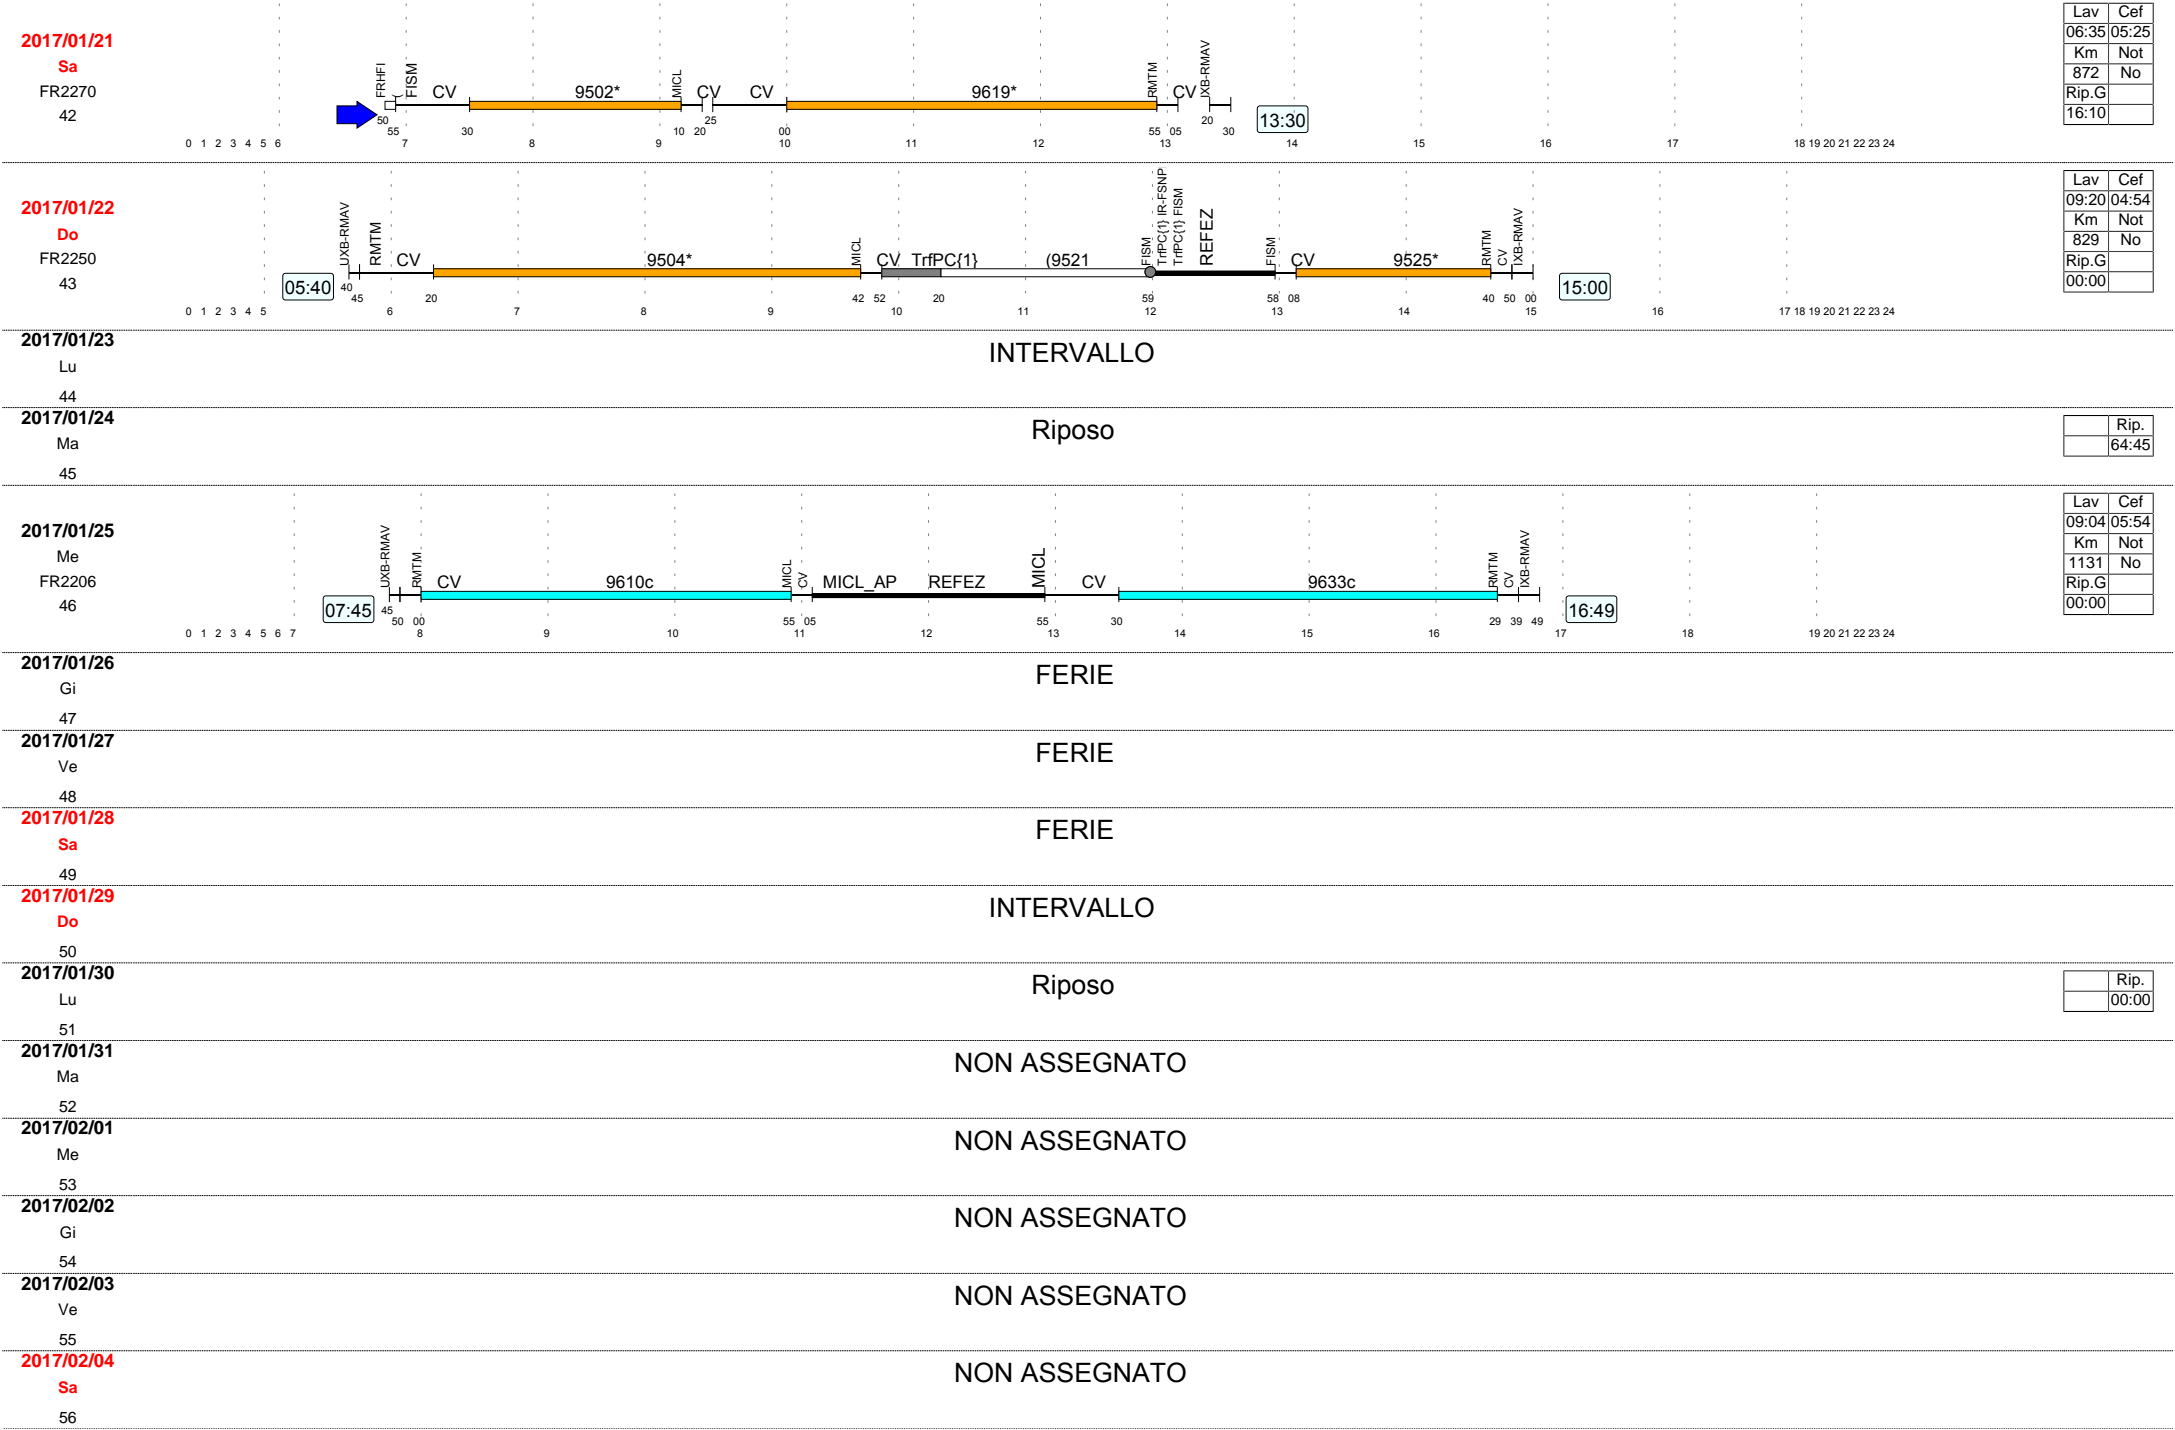 2017/01/21
Sa
FR2270
42
FRHFI
C
FISM
CV
9502*
MICL
CV
CV
9619*
RMTM
CV
IXB-RMAV
50 55 30 10 20 25 00 55 05 20 30
13:30
0 1 2 3 4 5 6 7 8 9 10 11 12 13 14 15 16 17 18 19 20 21 22 23 24
Lav Cef
06:35 05:25
Km Not
872 No
Rip.G
16:10
2017/01/22
Do
FR2250
43
05:40
UXB-RMAV
RMTM
CV
9504*
MICL
CV
TrfPC{1}
(9521
FISM
TrfPC{1} IR-FSNP
TrfPC{1} FISM
REFEZ
FISM
CV
9525*
RMTM
CV
IXB-RMAV
40 45 20 42 52 20 59 58 08 40 50 00
15:00
0 1 2 3 4 5 6 7 8 9 10 11 12 13 14 15 16 17 18 19 20 21 22 23 24
Lav Cef
09:20 04:54
Km Not
829 No
Rip.G
00:00
2017/01/23
Lu
44
INTERVALLO
2017/01/24
Ma
45
Riposo
Rip.
64:45
2017/01/25
Me
FR2206
46
07:45
UXB-RMAV
RMTM
CV
9610c
MICL
CV
MICL_AP
REFEZ
MICL
CV
9633c
RMTM
CV
IXB-RMAV
45 50 00 55 05 55 30 29 39 49
16:49
0 1 2 3 4 5 6 7 8 9 10 11 12 13 14 15 16 17 18 19 20 21 22 23 24
Lav Cef
09:04 05:54
Km Not
1131 No
Rip.G
00:00
2017/01/26
Gi
47
FERIE
2017/01/27
Ve
48
FERIE
2017/01/28
Sa
49
FERIE
2017/01/29
Do
50
INTERVALLO
2017/01/30
Lu
51
Riposo
Rip.
00:00
2017/01/31
Ma
52
NON ASSEGNATO
2017/02/01
Me
53
NON ASSEGNATO
2017/02/02
Gi
54
NON ASSEGNATO
2017/02/03
Ve
55
NON ASSEGNATO
2017/02/04
Sa
56
NON ASSEGNATO